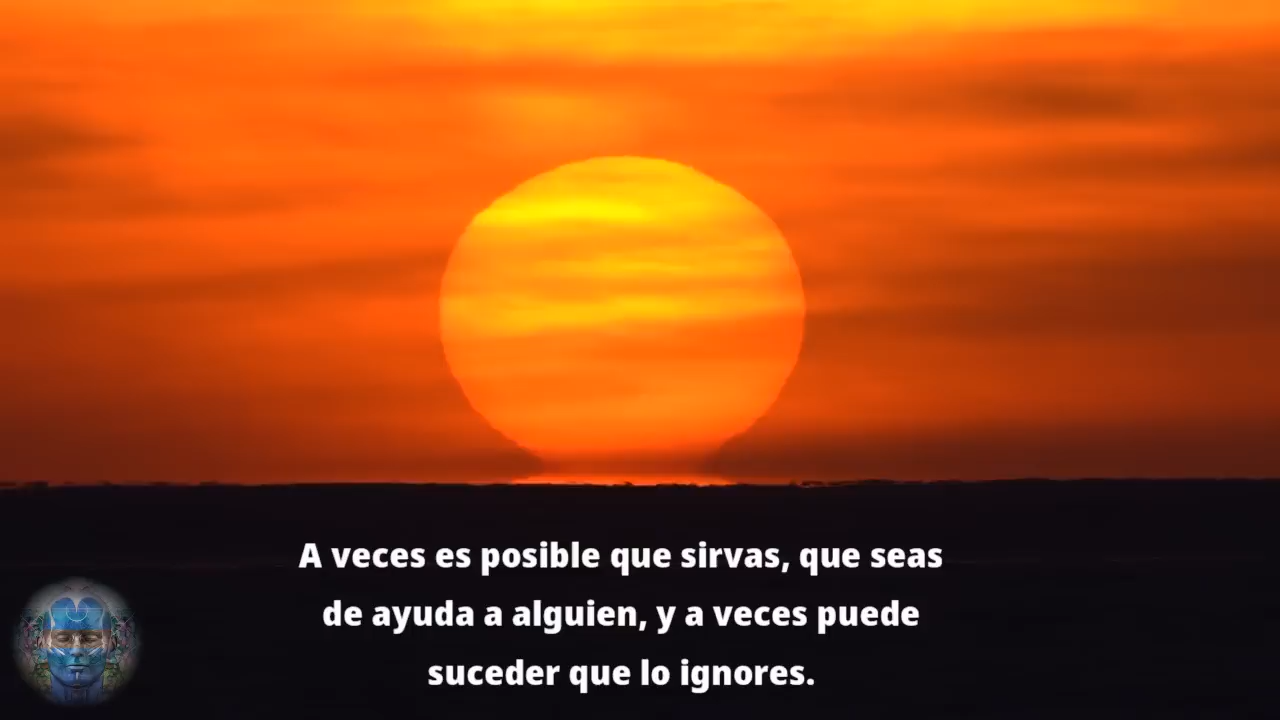 A veces es posible que sirvas, que seas
de ayuda a alguien, y a veces puede
suceder que lo ignores.